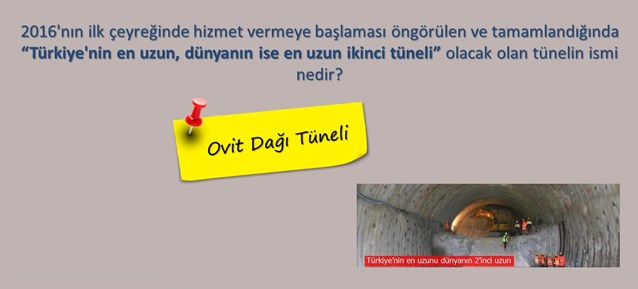 2016'nın ilk çeyreğinde hizmet vermeye başlaması öngörülen ve tamamlandığında
“Türkiye'nin en uzun, dünyanın ise en uzun ikinci tüneli” olacak olan tünelin ismi
nedir?
Ovit Dağı Tüneli
Türkiye'nin en uzunu dünyanın 2'inci uzun